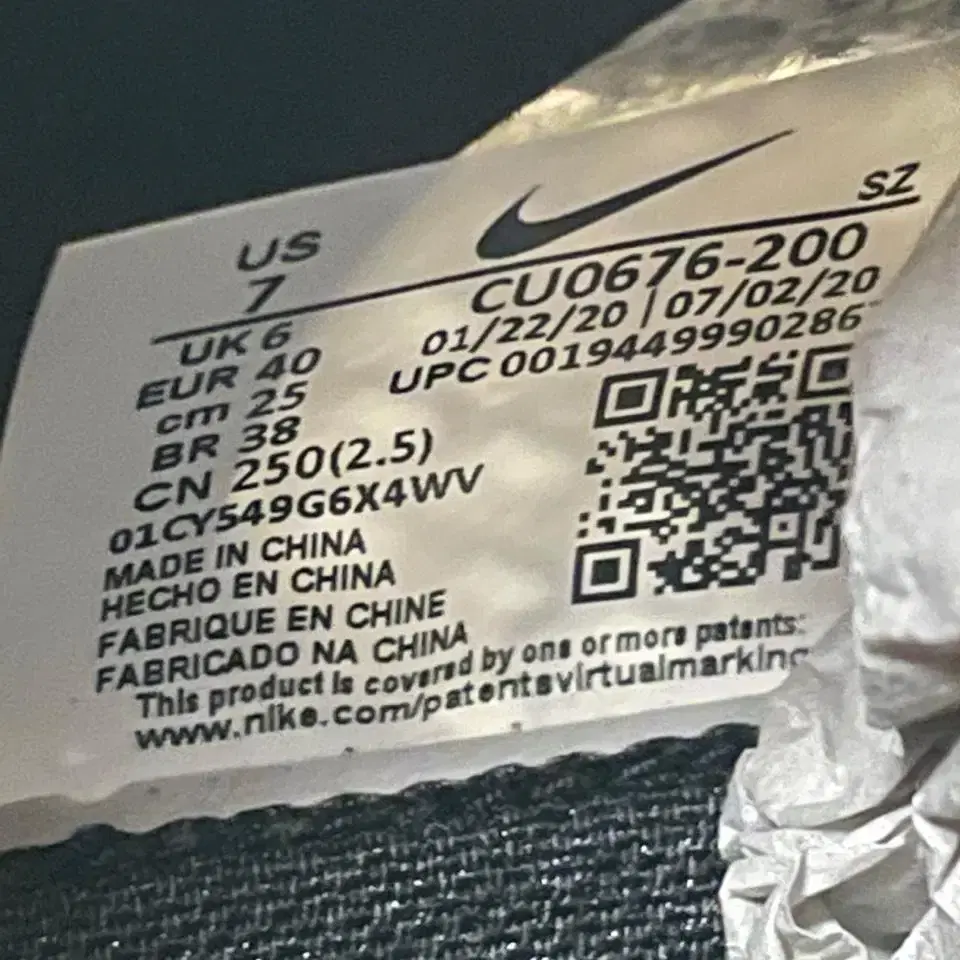 US
7
SZ
UK 6
EUR 40
cm 25
BR 38
CN 250(2.5)
CU0676-200
01/22/20 | 07/02/20
UPC 0019449990286
01CY549G6X4WV
MADE IN CHINA
HECHO EN CHINA
FABRIQUE EN CHINE
FABRICADO NA CHINA
This product is covered by one or more patents:
www.nike.com/patentsvirtualmarking